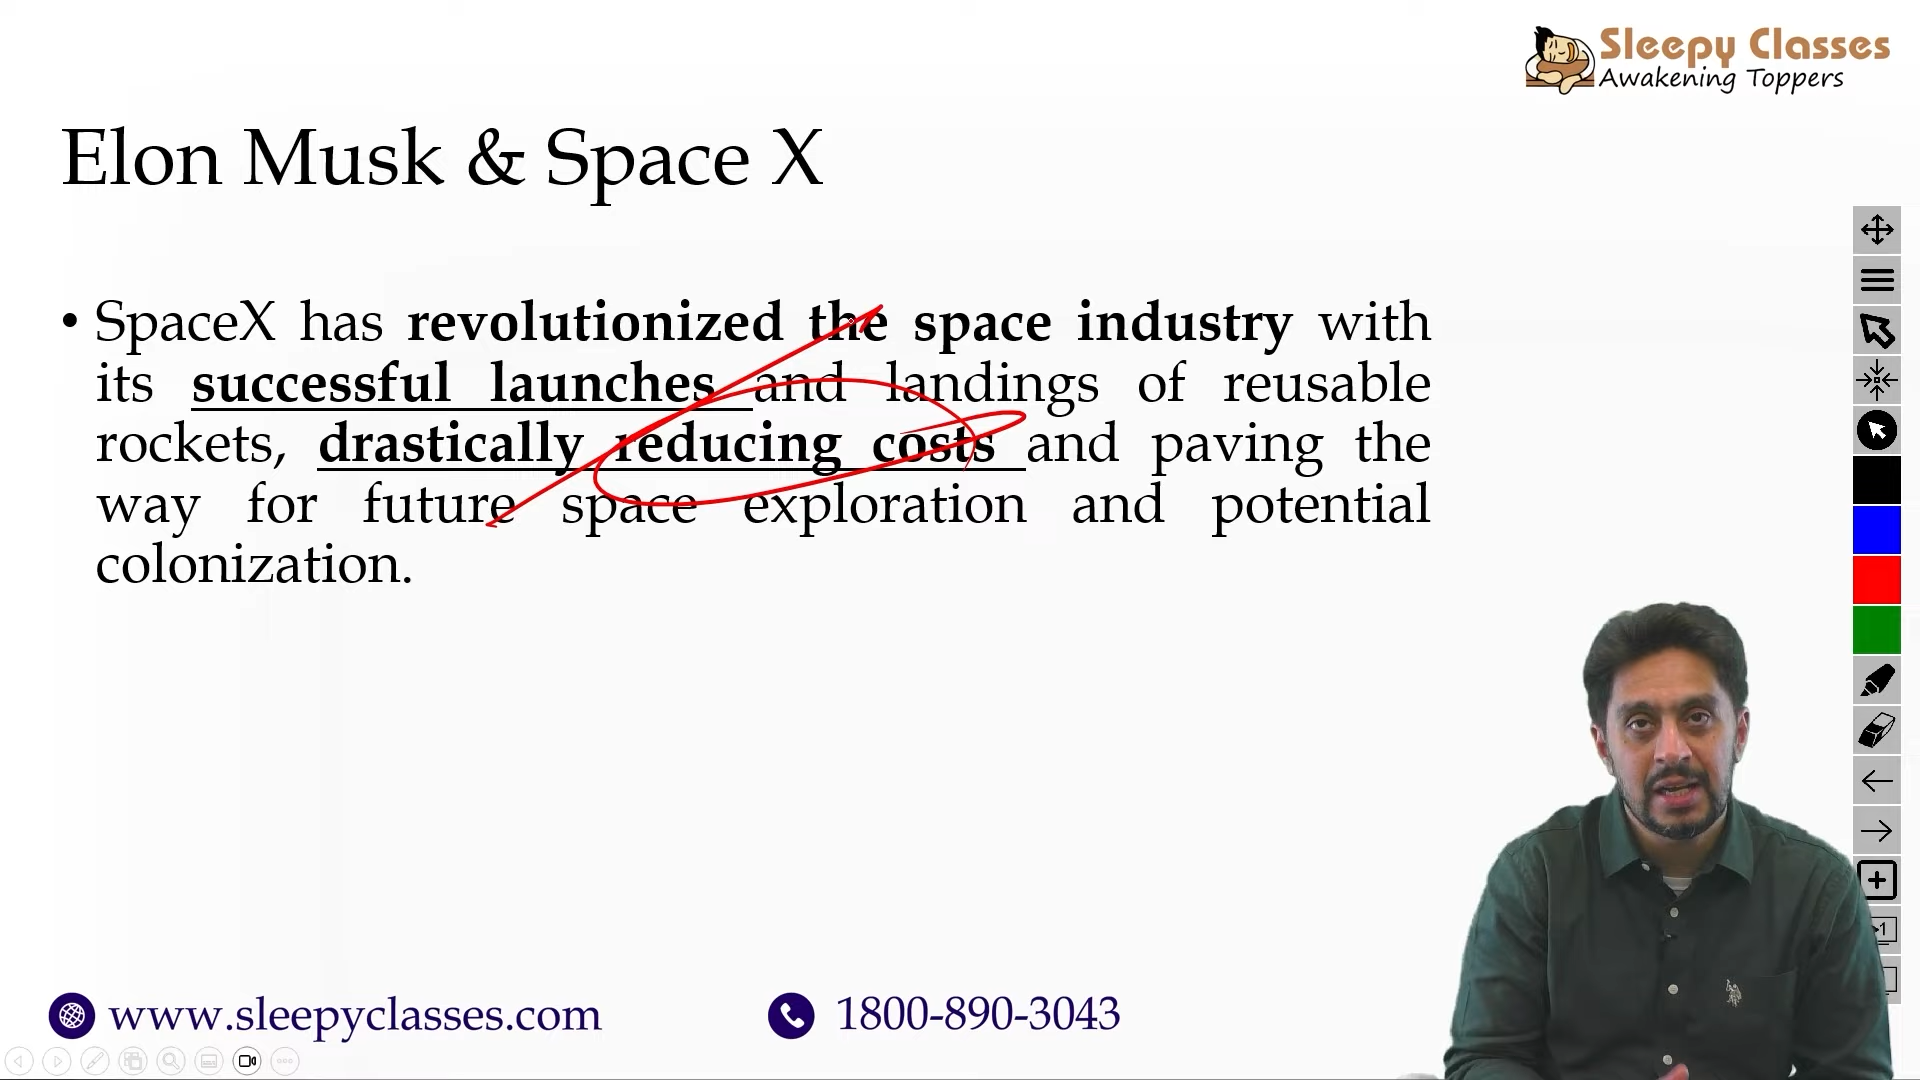 Sleepy Classes
Awakening Toppers
Elon Musk & Space X
• SpaceX has revolutionized the space industry with
its successful launches and landings of reusable
rockets, drastically reducing costs and paving the
way for future space exploration and potential
colonization.
1
www.sleepyclasses.com
1800-890-3043